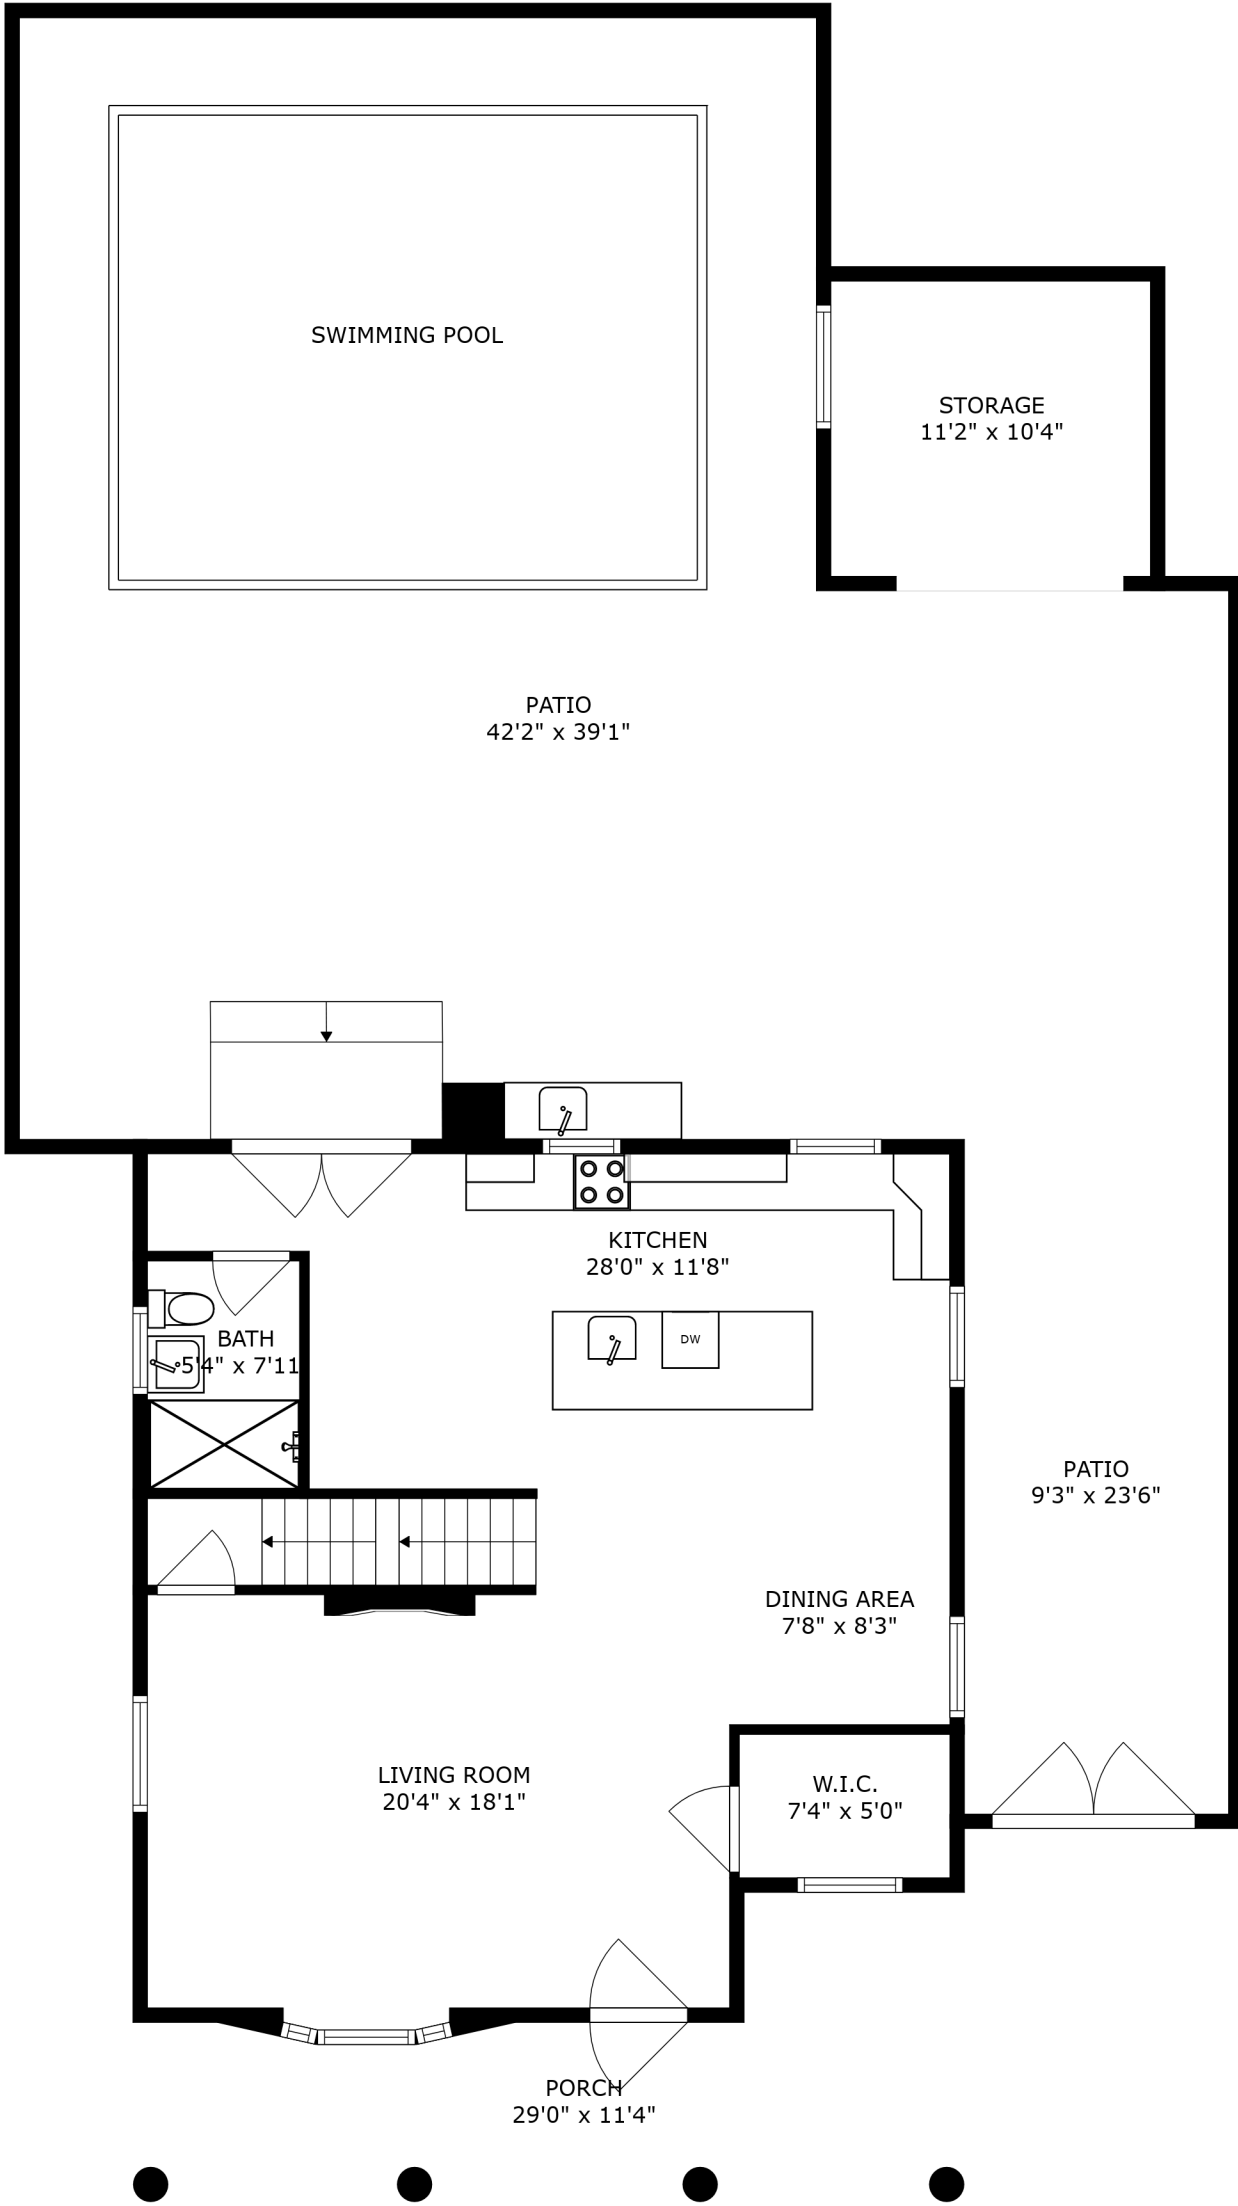 SWIMMING POOL
STORAGE
11'2" x 10'4"
PATIO
42'2" x 39'1"
KITCHEN
28'0" x 11'8"
DW
BATH
5'4" x 7'11
PATIO
9'3" x 23'6"
DINING AREA
7'8" x 8'3"
LIVING ROOM
20'4" x 18'1"
W.I.C.
7'4" x 5'0"
PORCH
29'0" x 11'4"